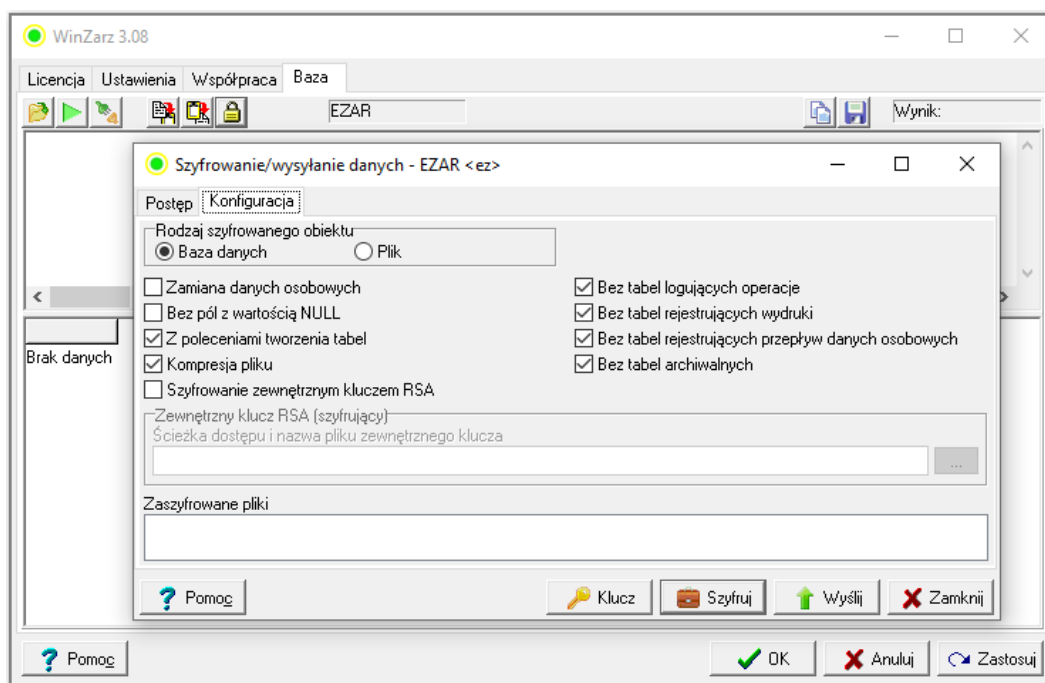 WinZarz 3.08
Licencja Ustawienia Współpraca Baza
EZAR Wynik:
Szyfrowanie/wysyłanie danych - EZAR <ez>
Postęp Konfiguracja
Rodzaj szyfrowanego obiektu
Baza danych Plik
Zamiana danych osobowych Bez tabel logujących operacje
Bez pól z wartością NULL Bez tabel rejestrujących wydruki
Z poleceniami tworzenia tabel Bez tabel rejestrujących przepływ danych osobowych
Kompresja pliku Bez tabel archiwalnych
Szyfrowanie zewnętrznym kluczem RSA
Zewnętrzny klucz RSA (szyfrujący)
Ścieżka dostępu i nazwa pliku zewnętrznego klucza
...
Zaszyfrowane pliki
Brak danych
Pomoc Klucz Szyfruj Wyślij Zamknij
Pomoc OK Anuluj Zastosuj